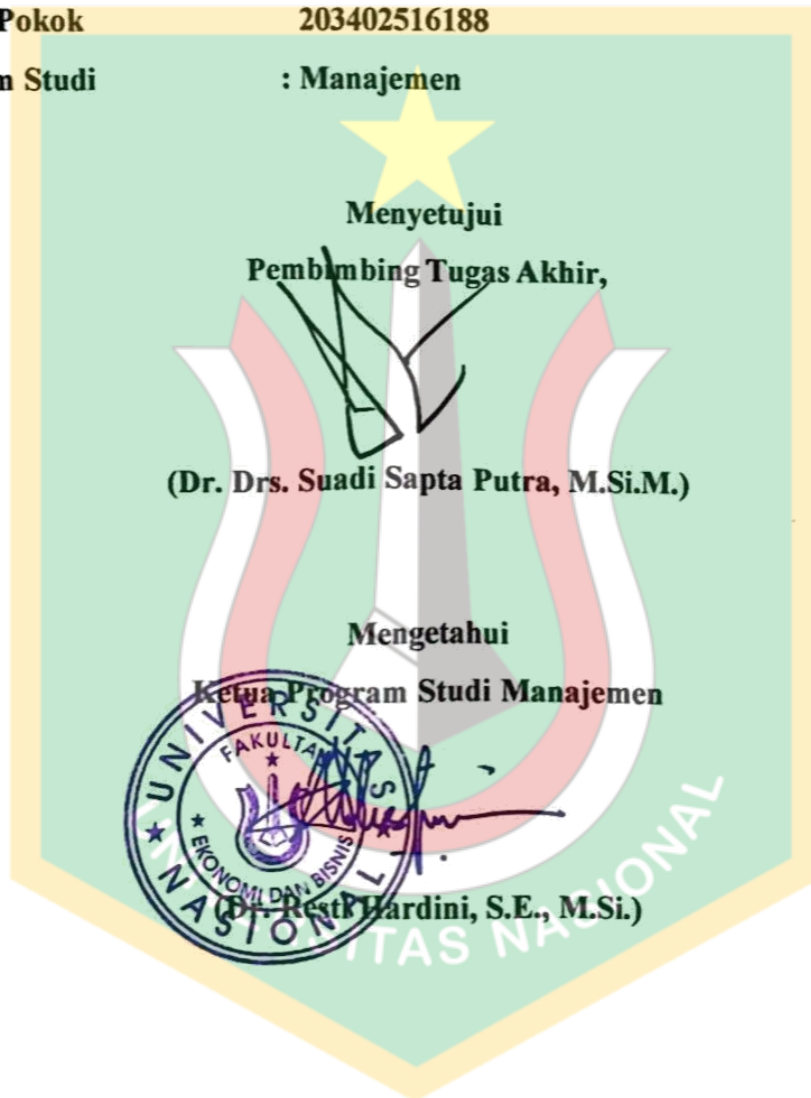 Pokok 203402516188
m Studi : Manajemen
Menyetujui
Pembimbing Tugas Akhir,
(Dr. Drs. Suadi Sapta Putra, M.Si.M.)
Mengetahui
Ketua Program Studi Manajemen
UNIVERSITAS NASIONAL
FAKULTAS
EKONOMI DAN BISNIS
(Dr. Resti Hardini, S.E., M.Si.)
UNIVERSITAS NASIONAL